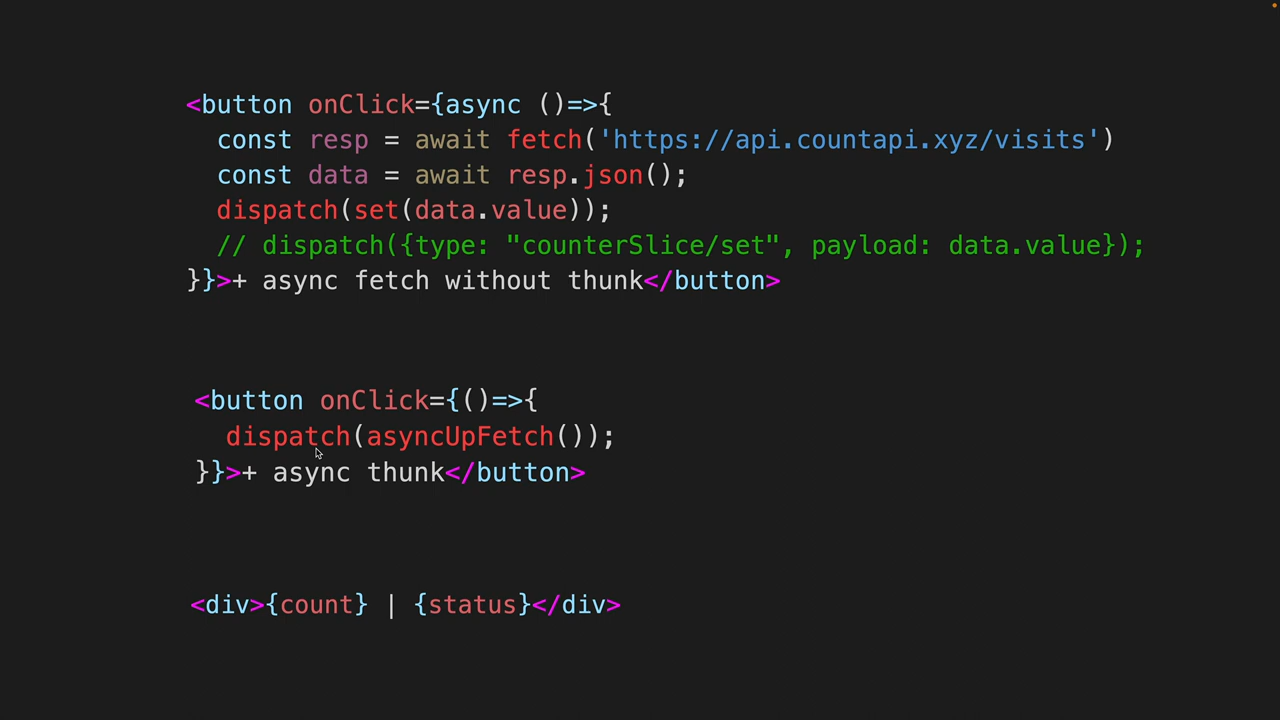 <button onClick={async ()=>{
  const resp = await fetch('https://api.countapi.xyz/visits')
  const data = await resp.json();
  dispatch(set(data.value));
  // dispatch({type: "counterSlice/set", payload: data.value});
}}>+ async fetch without thunk</button>
<button onClick={()=>{
  dispatch(asyncUpFetch());
}}>+ async thunk</button>
<div>{count} | {status}</div>